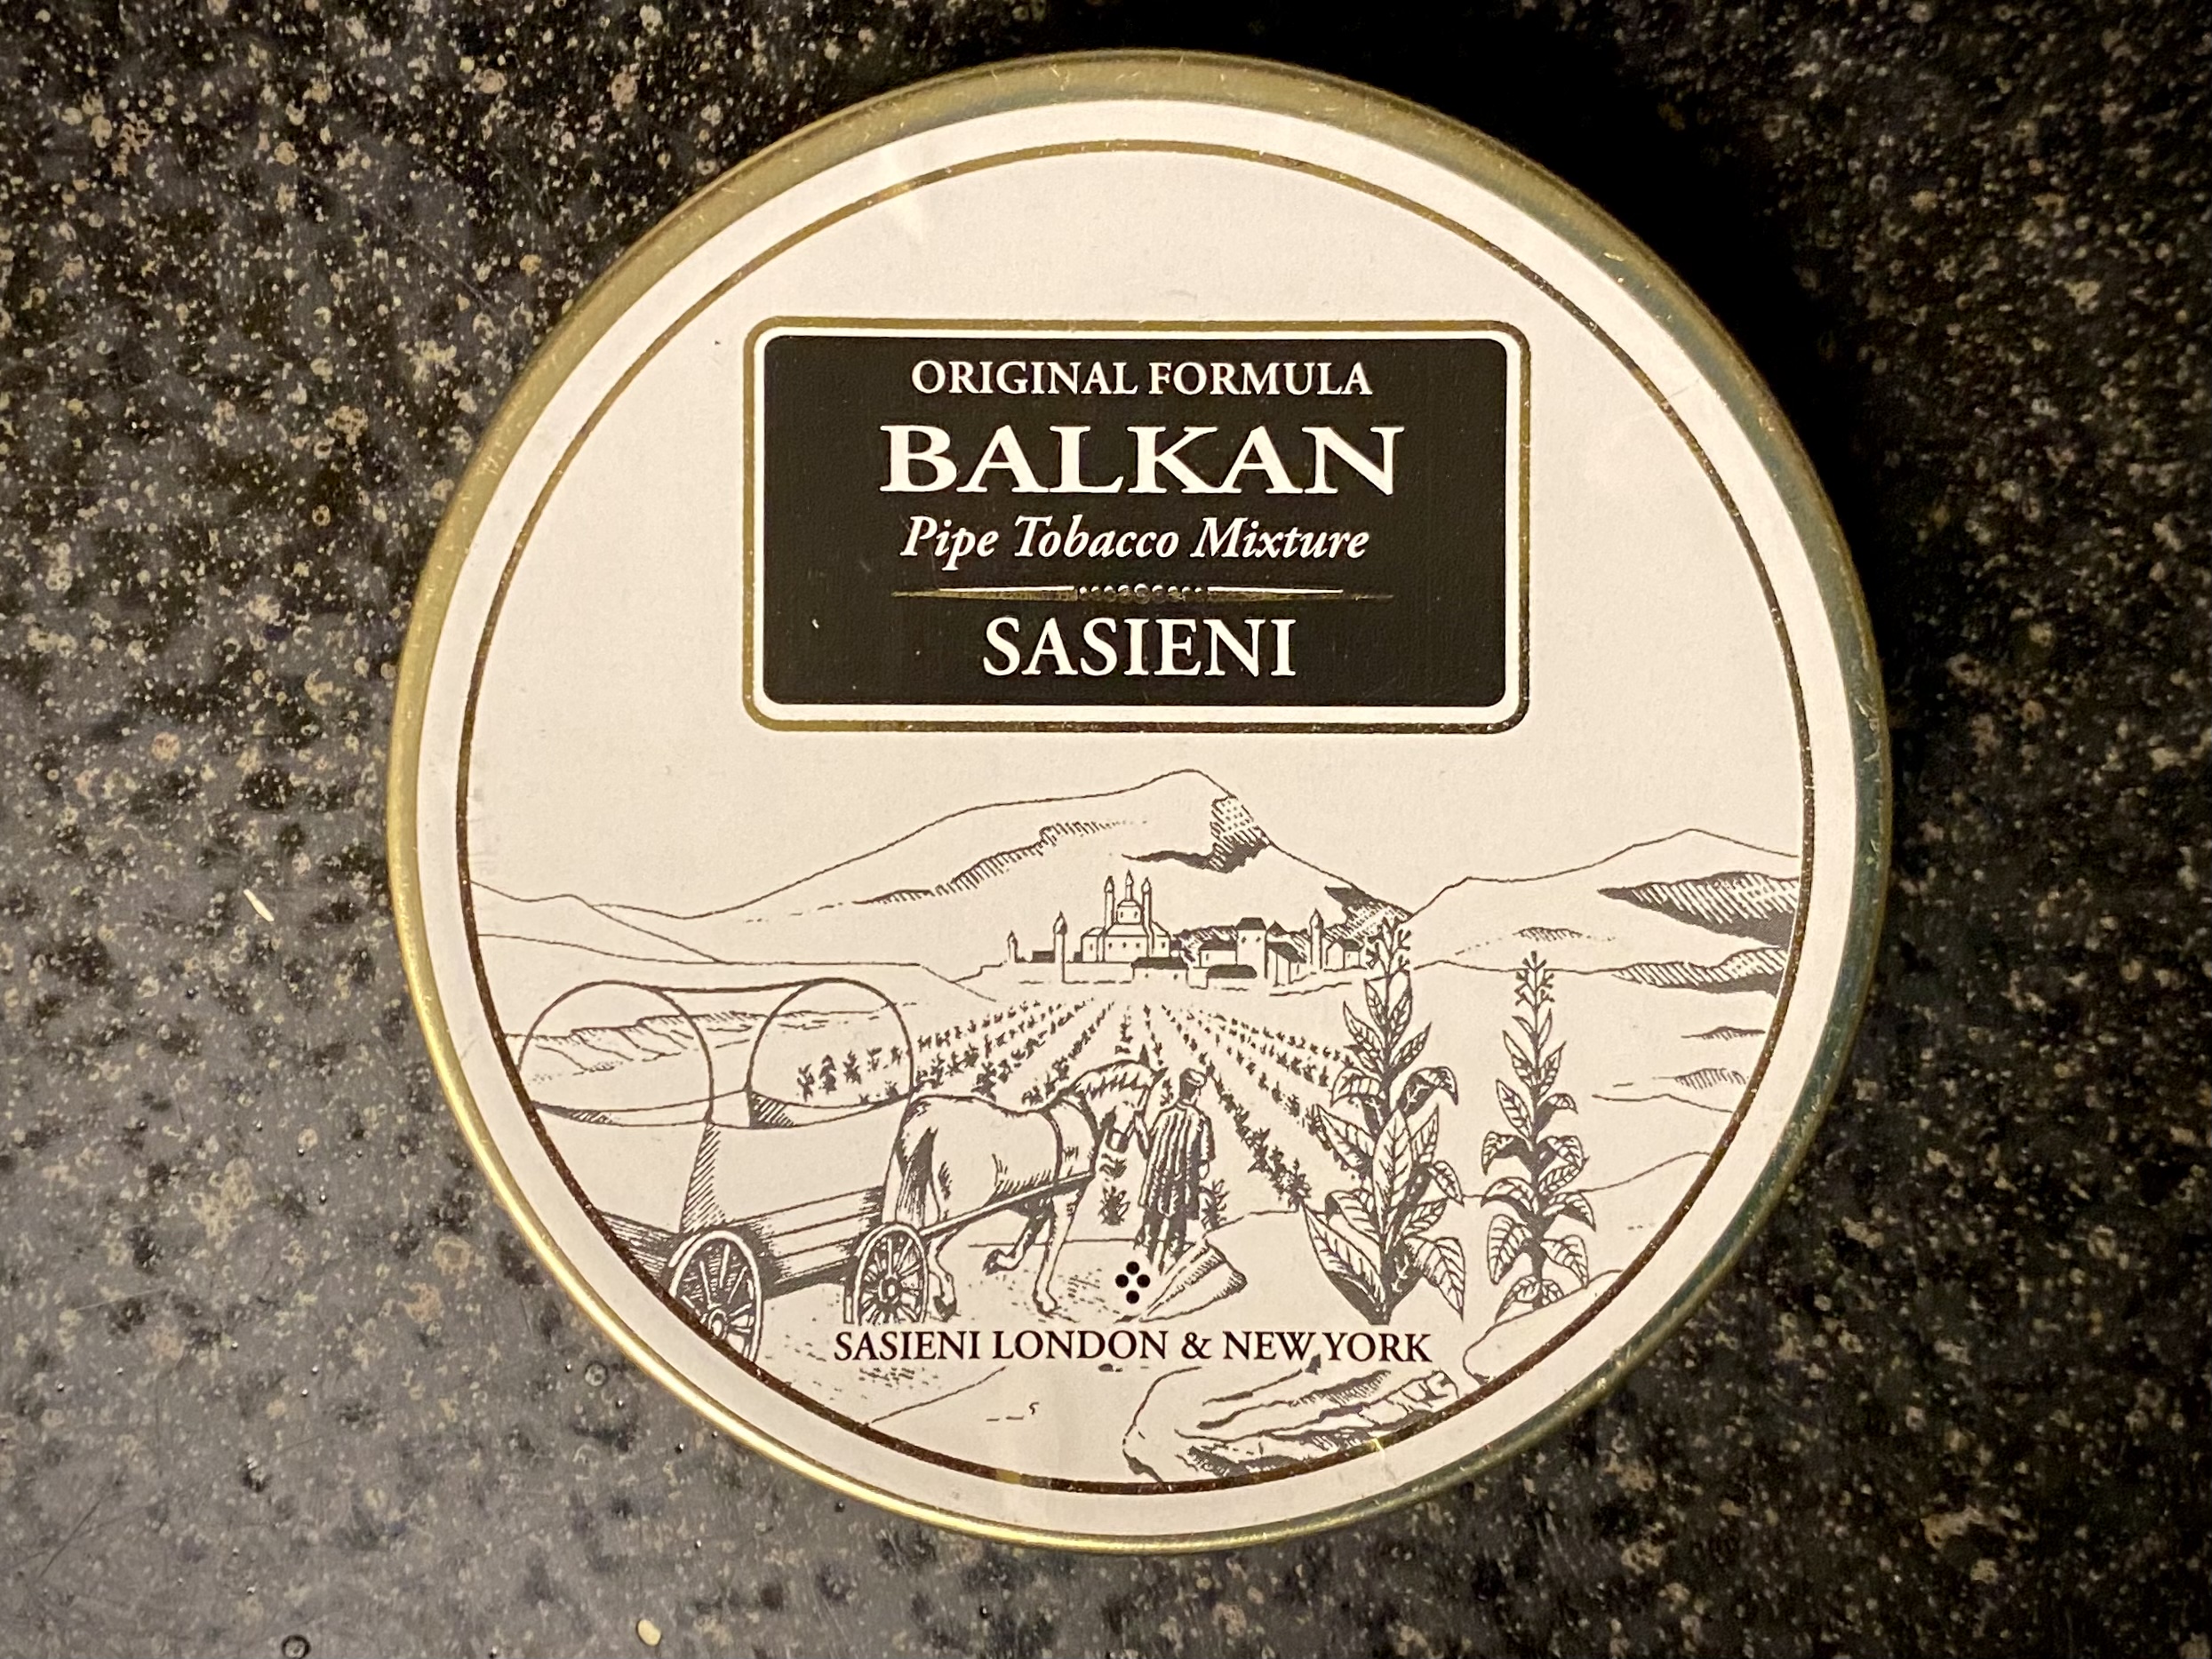 ORIGINAL FORMULA
BALKAN
Pipe Tobacco Mixture
SASIENI
SASIENI LONDON & NEW YORK